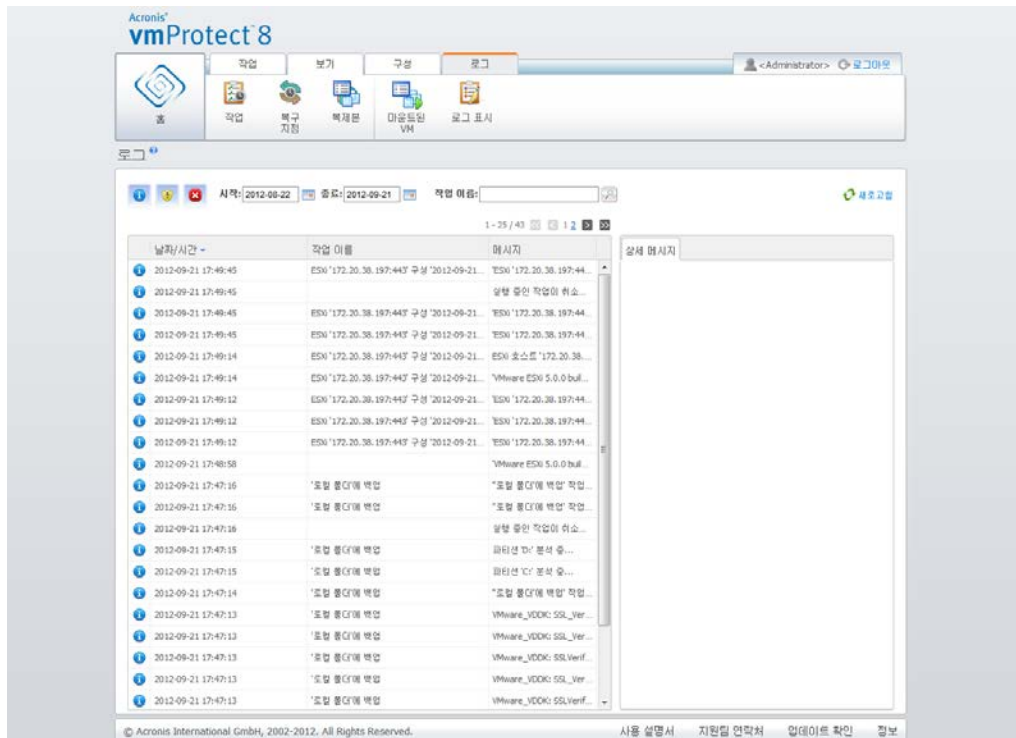 Acronis®
vmProtect 8
작업 보기 구성 로그
<Administrator> 로그아웃
홈
작업 복구 지점 복제본 마운트된 VM 로그 표시
로그
시작: 2012-08-22 종료: 2012-09-21 작업 이름: 새로고침
1 - 25 / 43 1 2
날짜/시간 작업 이름 메시지 상세 메시지
2012-09-21 17:49:45 ESXi '172.20.38.197:443' 구성 '2012-09-21... 'ESXi '172.20.38.197:44...
2012-09-21 17:49:45 실행 중인 작업이 취소...
2012-09-21 17:49:45 ESXi '172.20.38.197:443' 구성 '2012-09-21... 'ESXi '172.20.38.197:44...
2012-09-21 17:49:45 ESXi '172.20.38.197:443' 구성 '2012-09-21... 'ESXi '172.20.38.197:44...
2012-09-21 17:49:14 ESXi '172.20.38.197:443' 구성 '2012-09-21... ESXi 호스트 '172.20.38....
2012-09-21 17:49:14 ESXi '172.20.38.197:443' 구성 '2012-09-21... 'VMware ESXi 5.0.0 buil...
2012-09-21 17:49:12 ESXi '172.20.38.197:443' 구성 '2012-09-21... 'ESXi '172.20.38.197:44...
2012-09-21 17:49:12 ESXi '172.20.38.197:443' 구성 '2012-09-21... 'ESXi '172.20.38.197:44...
2012-09-21 17:49:12 ESXi '172.20.38.197:443' 구성 '2012-09-21... 'ESXi '172.20.38.197:44...
2012-09-21 17:48:58 'VMware ESXi 5.0.0 buil...
2012-09-21 17:47:16 '로컬 폴더'에 백업 "로컬 폴더'에 백업' 작업...
2012-09-21 17:47:16 '로컬 폴더'에 백업 "로컬 폴더'에 백업' 작업...
2012-09-21 17:47:16 실행 중인 작업이 취소...
2012-09-21 17:47:15 '로컬 폴더'에 백업 파티션 'D:' 분석 중...
2012-09-21 17:47:15 '로컬 폴더'에 백업 파티션 'C:' 분석 중...
2012-09-21 17:47:14 '로컬 폴더'에 백업 "로컬 폴더'에 백업' 작업...
2012-09-21 17:47:13 '로컬 폴더'에 백업 VMware_VDDK: SSL_Ver...
2012-09-21 17:47:13 '로컬 폴더'에 백업 VMware_VDDK: SSL_Ver...
2012-09-21 17:47:13 '로컬 폴더'에 백업 VMware_VDDK: SSLVerif...
2012-09-21 17:47:13 '로컬 폴더'에 백업 VMware_VDDK: SSL_Ver...
2012-09-21 17:47:13 '로컬 폴더'에 백업 VMware_VDDK: SSLVerif...
© Acronis International GmbH, 2002-2012. All Rights Reserved. 사용 설명서 지원팀 연락처 업데이트 확인 정보